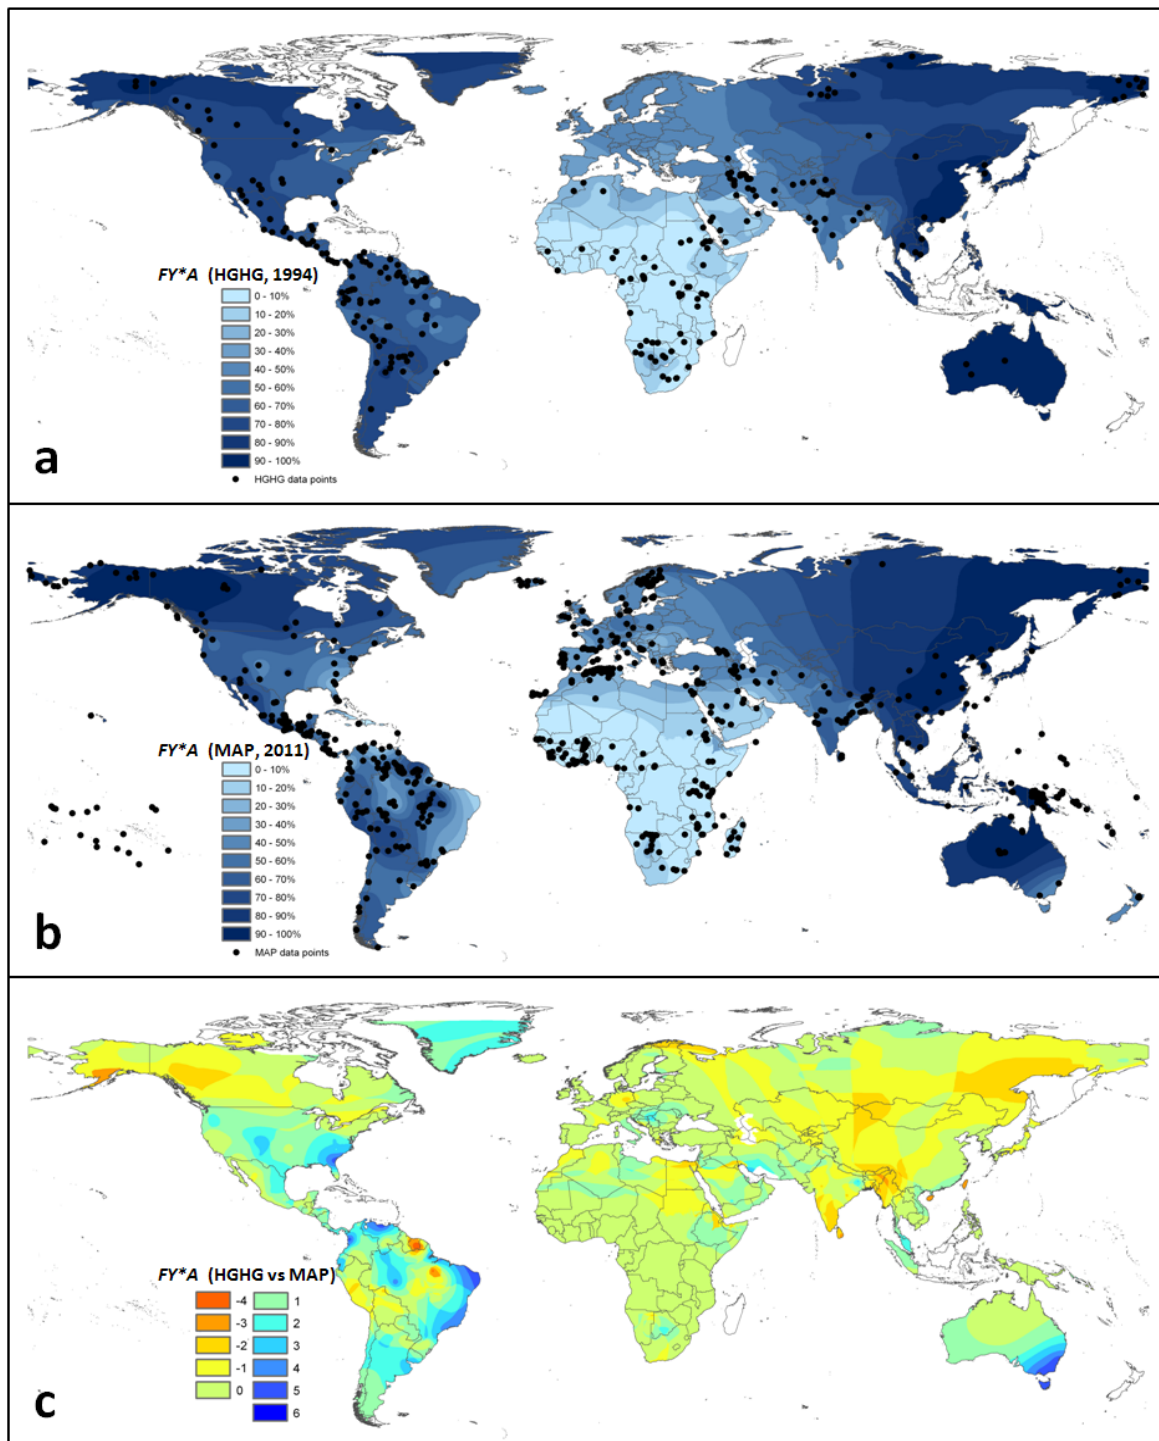 FY*A (HGHG, 1994)
0 - 10%
10 - 20%
20 - 30%
30 - 40%
40 - 50%
50 - 60%
60 - 70%
70 - 80%
80 - 90%
90 - 100%
HGHG data points
a
FY*A (MAP, 2011)
0 - 10%
10 - 20%
20 - 30%
30 - 40%
40 - 50%
50 - 60%
60 - 70%
70 - 80%
80 - 90%
90 - 100%
MAP data points
b
FY*A (HGHG vs MAP)
-4 1
-3 2
-2 3
-1 4
0 5
6
c